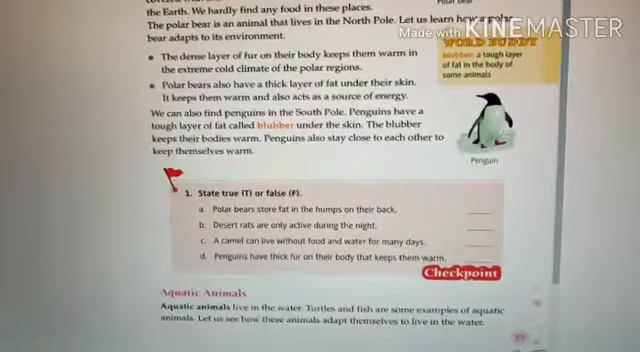 the Earth. We hardly find any food in these places.
Polar bear
The polar bear is an animal that lives in the North Pole. Let us learn how a polar
bear adapts to its environment.
Made with KINEMASTER
WORD BUDDY
blubber: a tough layer
of fat in the body of
some animals
• The dense layer of fur on their body keeps them warm in
the extreme cold climate of the polar regions.
• Polar bears also have a thick layer of fat under their skin.
It keeps them warm and also acts as a source of energy.
We can also find penguins in the South Pole. Penguins have a
tough layer of fat called blubber under the skin. The blubber
keeps their bodies warm. Penguins also stay close to each other to
keep themselves warm.
Penguin
1. State true (T) or false (F).
a. Polar bears store fat in the humps on their back.
b. Desert rats are only active during the night.
c. A camel can live without food and water for many days.
d. Penguins have thick fur on their body that keeps them warm.
Checkpoint
Aquatic Animals
Aquatic animals live in the water. Turtles and fish are some examples of aquatic
animals. Let us see how these animals adapt themselves to live in the water.